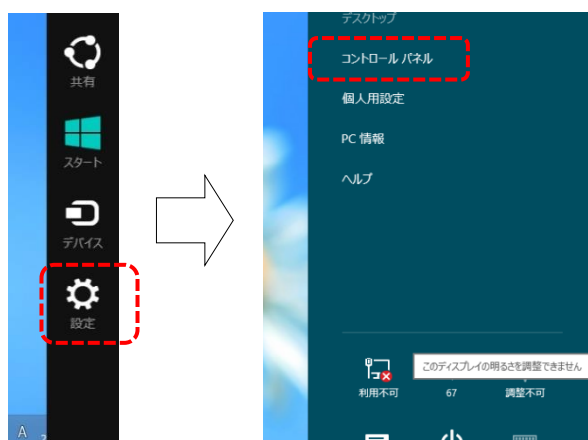 共有
スタート
デバイス
設定
A
デスクトップ
コントロール パネル
個人用設定
PC 情報
ヘルプ
このディスプレイの明るさを調整できません
利用不可
67
調整不可